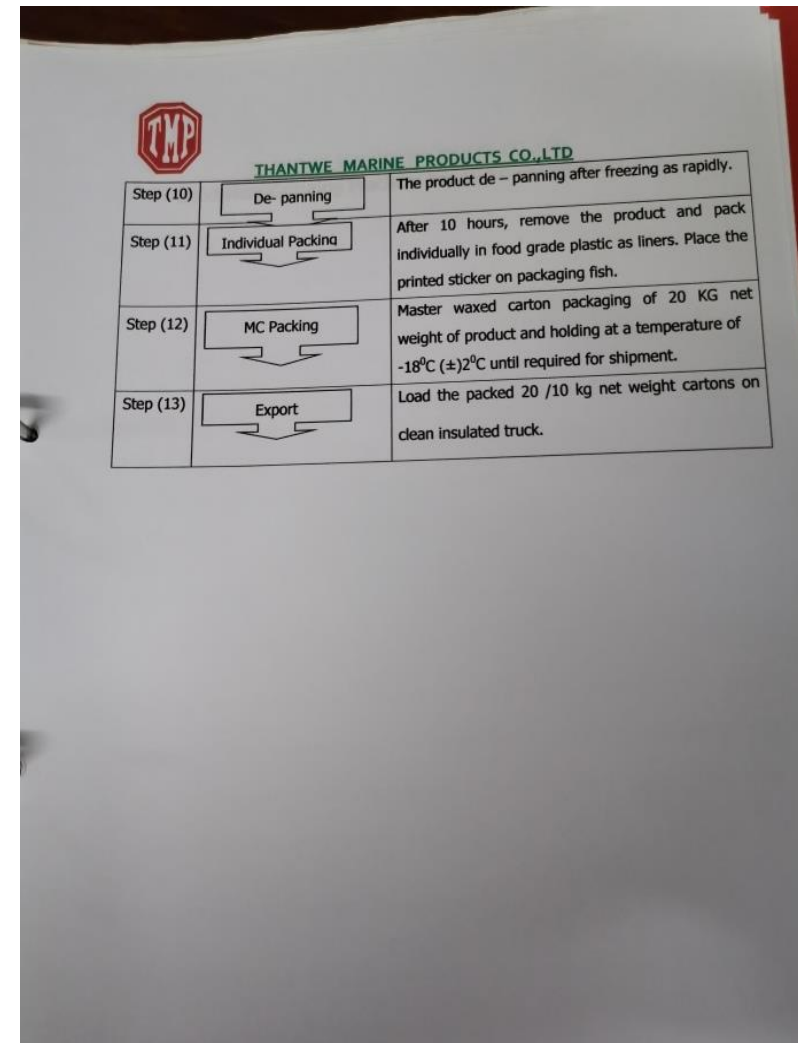 TMP
THANTWE MARINE PRODUCTS CO.,LTD
Step (10)
De- panning
The product de – panning after freezing as rapidly.
Step (11)
Individual Packing
After 10 hours, remove the product and pack
individually in food grade plastic as liners. Place the
printed sticker on packaging fish.
Step (12)
MC Packing
Master waxed carton packaging of 20 KG net
weight of product and holding at a temperature of
-18⁰C (±)2⁰C until required for shipment.
Step (13)
Export
Load the packed 20 /10 kg net weight cartons on
clean insulated truck.